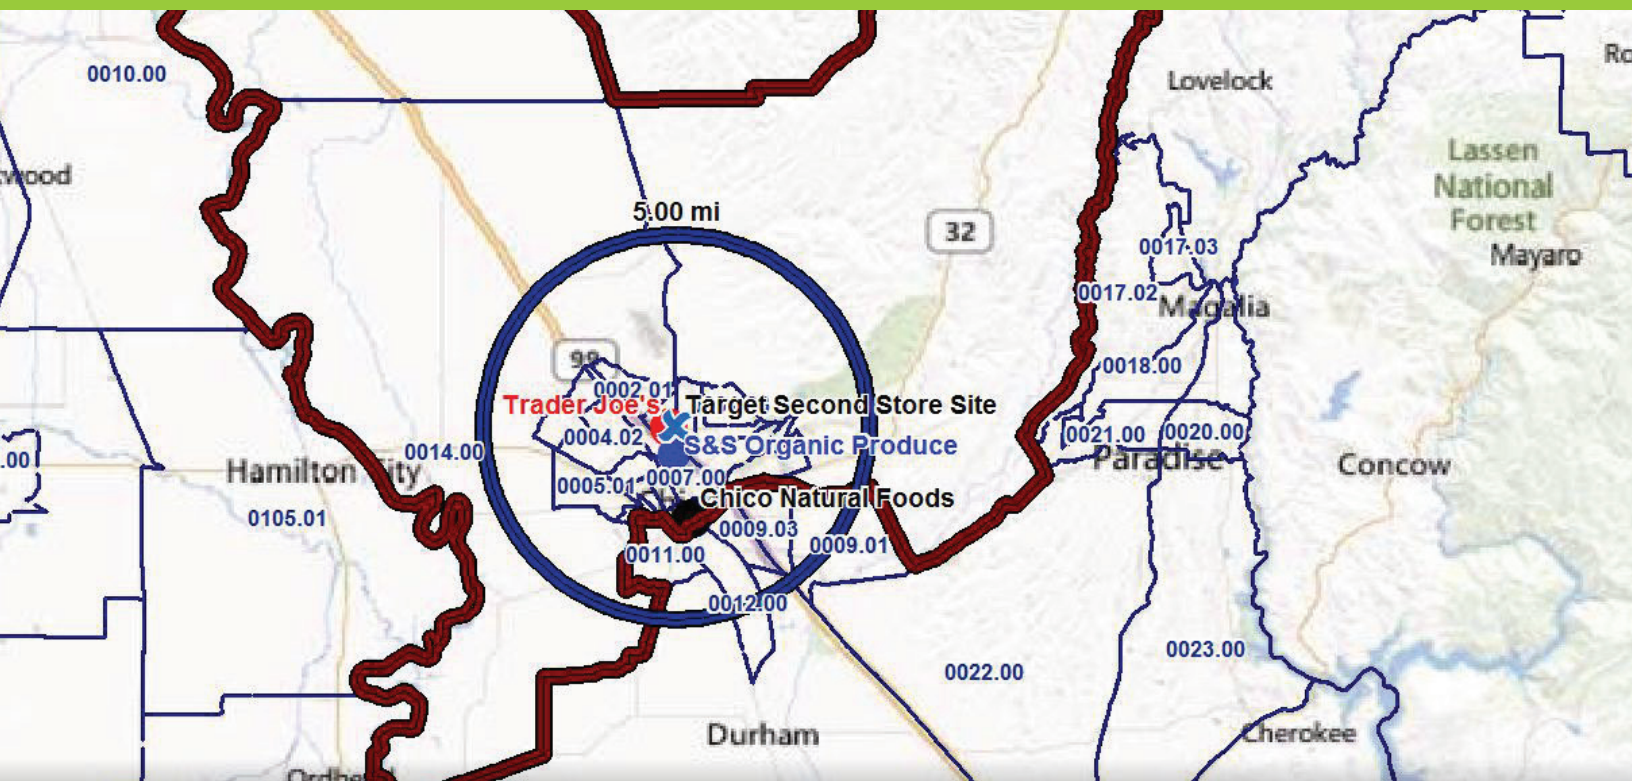 Lovelock
0010.00
Lassen
National
Forest
5.00 mi
32
0017.03
Mayaro
0017.02
Magalia
99
0018.00
0002.01
Trader Joe's
Target Second Store Site
0004.02
0021.00
0020.00
S&S Organic Produce
0014.00
.00
Paradise
Concow
Hamilton City
0007.00
0005.01
Chico Natural Foods
0105.01
0009.03
0009.01
0011.00
0012.00
0023.00
0022.00
Durham
Cherokee